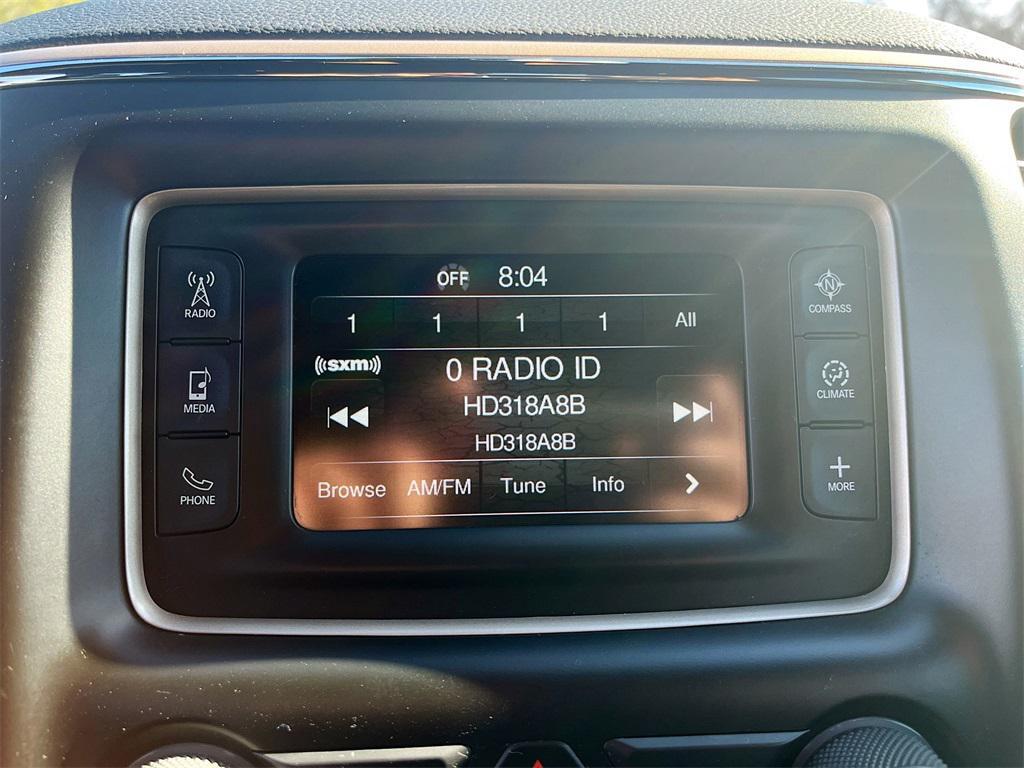 OFF 8:04
1 1 1 1 All
((sxm))
0 RADIO ID
HD318A8B
HD318A8B
Browse AM/FM Tune Info
RADIO
MEDIA
PHONE
N
COMPASS
CLIMATE
MORE